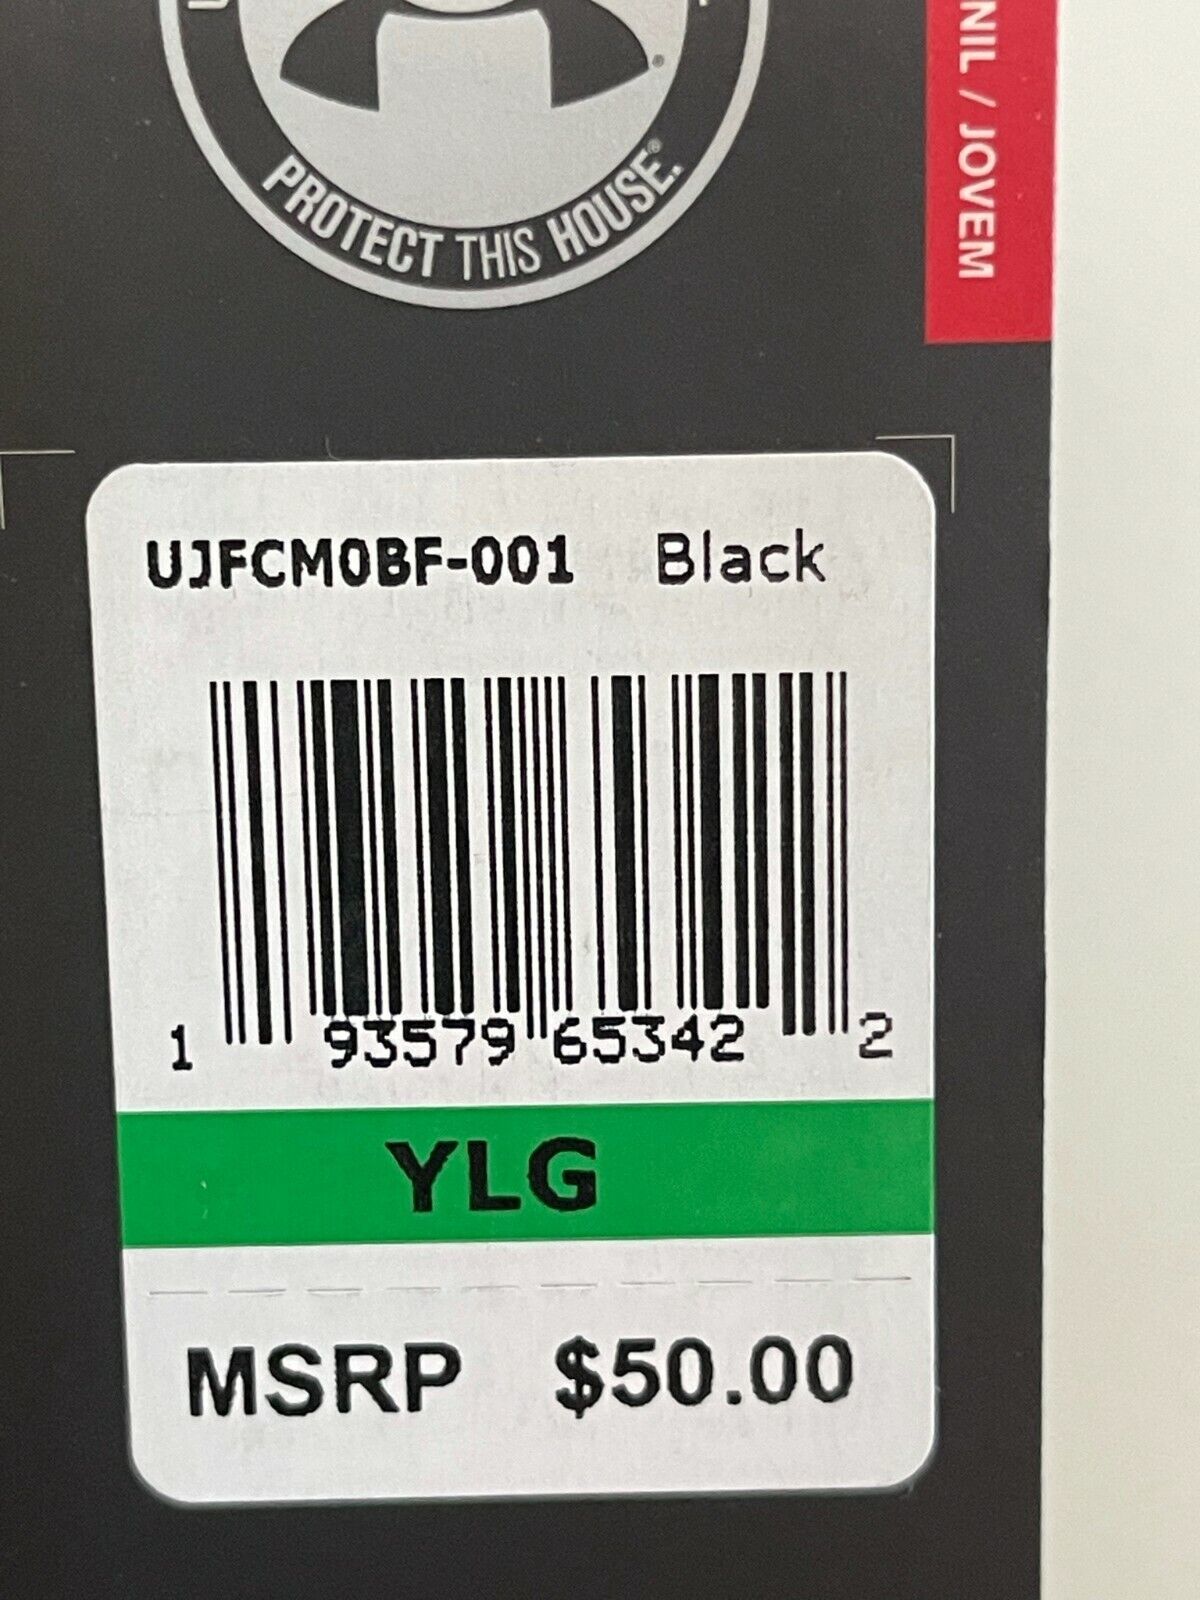 PROTECT THIS HOUSE.®
NIL / JOVEM
UJFCM0BF-001 Black
1 93579 65342 2
YLG
MSRP $50.00